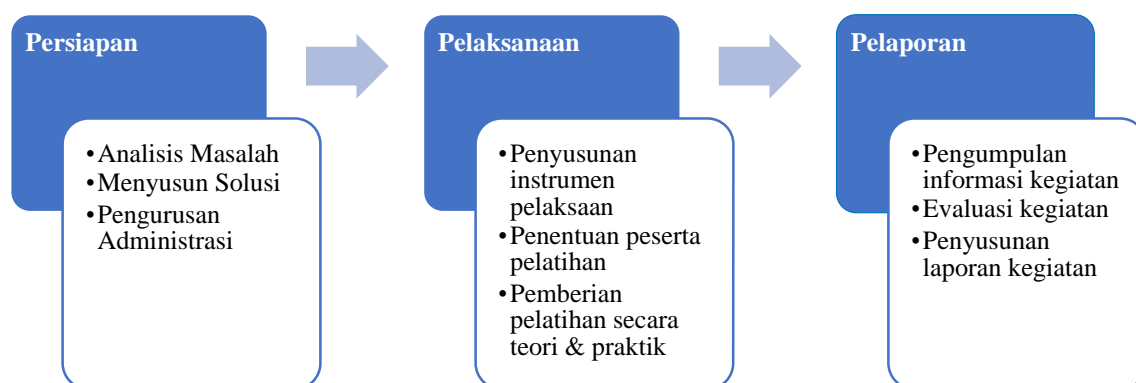 Persiapan
•Analisis Masalah
•Menyusun Solusi
•Pengurusan
Administrasi
Pelaksanaan
•Penyusunan
instrumen
pelaksaan
•Penentuan peserta
pelatihan
•Pemberian
pelatihan secara
teori & praktik
Pelaporan
•Pengumpulan
informasi kegiatan
•Evaluasi kegiatan
•Penyusunan
laporan kegiatan